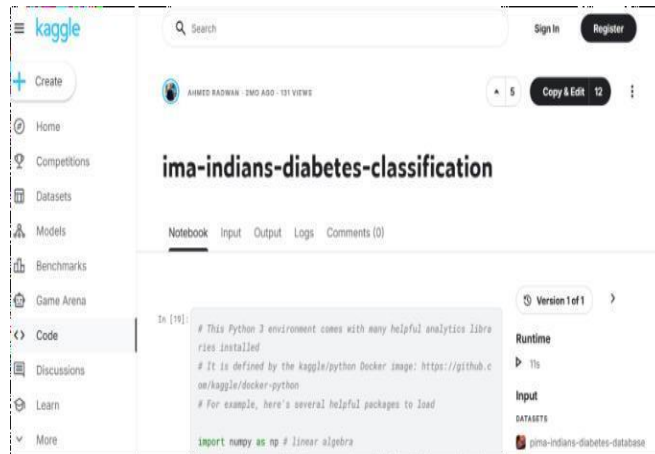 kaggle
Search
Sign In
Register
Create
AHMED RADWAN · 2MO AGO · 131 VIEWS
5
Copy & Edit 12
Home
Competitions
Datasets
Models
Benchmarks
Game Arena
Code
Discussions
Learn
More
ima-indians-diabetes-classification
Notebook Input Output Logs Comments (0)
In [19]:
# This Python 3 environment comes with many helpful analytics libra
ries installed
# It is defined by the kaggle/python Docker image: https://github.c
om/kaggle/docker-python
# For example, here's several helpful packages to load
import numpy as np # linear algebra
Version 1 of 1
Runtime
11s
Input
DATASETS
pima-indians-diabetes-database